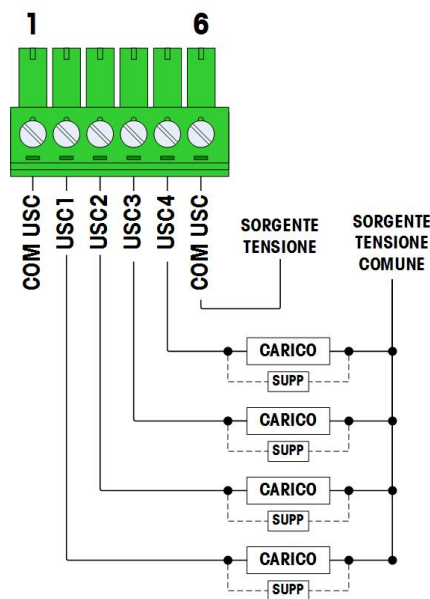 1 6
COM USC
USC1
USC2
USC3
USC4
COM USC
SORGENTE
TENSIONE
SORGENTE
TENSIONE
COMUNE
CARICO
SUPP
CARICO
SUPP
CARICO
SUPP
CARICO
SUPP